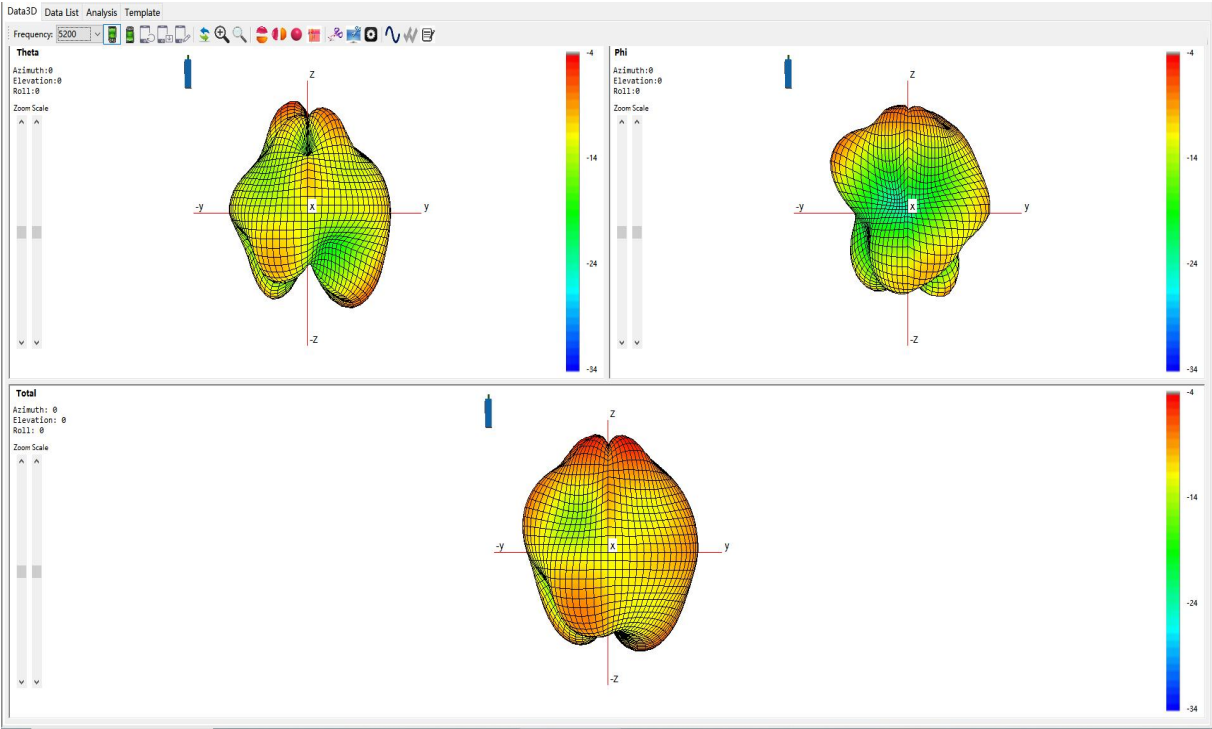 Data3D Data List Analysis Template
Frequency: 5200
Theta
Azimuth:0
Elevation:0
Roll:0
Zoom Scale
Z
-y
x
y
-Z
-4
-14
-24
-34
Phi
Azimuth:0
Elevation:0
Roll:0
Zoom Scale
Z
-y
x
y
-Z
-4
-14
-24
-34
Total
Azimuth: 0
Elevation: 0
Roll: 0
Zoom Scale
Z
-y
x
y
-Z
-4
-14
-24
-34